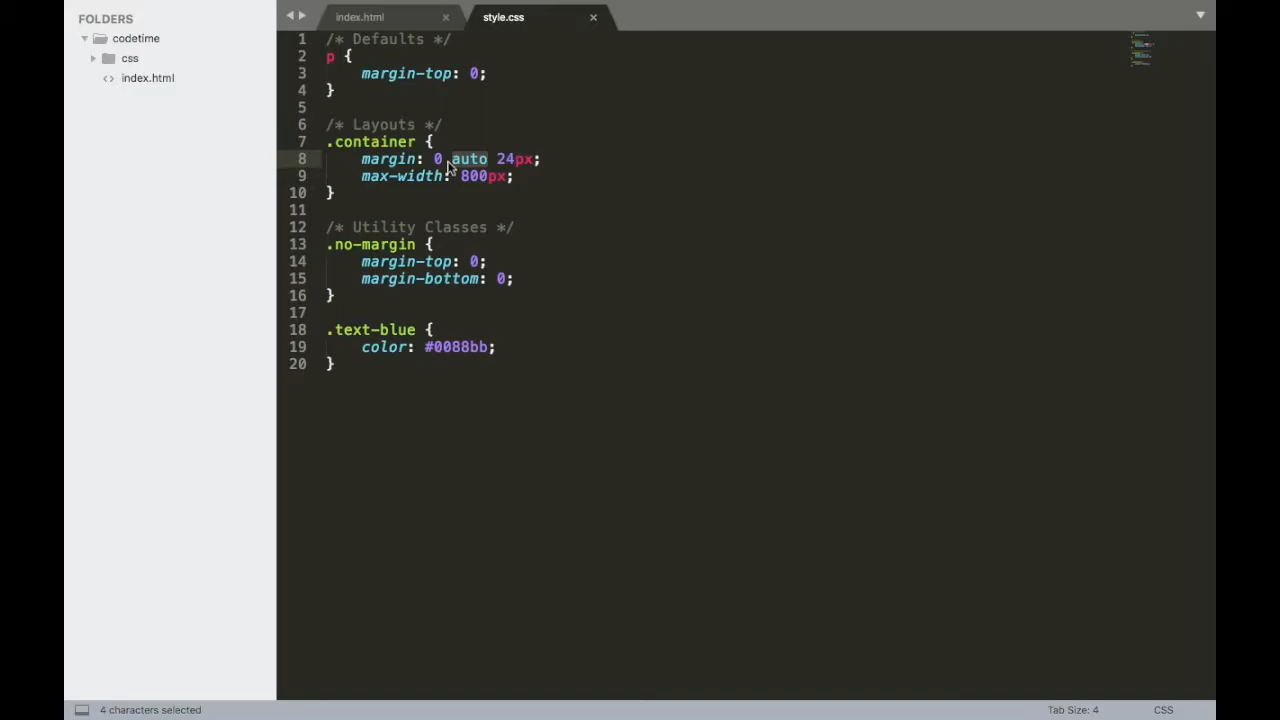 FOLDERS
codetime
css
<> index.html
index.html ×
style.css ×
1 /* Defaults */
2 p {
3 margin-top: 0;
4 }
5
6 /* Layouts */
7 .container {
8 margin: 0 auto 24px;
9 max-width: 800px;
10 }
11
12 /* Utility Classes */
13 .no-margin {
14 margin-top: 0;
15 margin-bottom: 0;
16 }
17
18 .text-blue {
19 color: #0088bb;
20 }
4 characters selected
Tab Size: 4
CSS